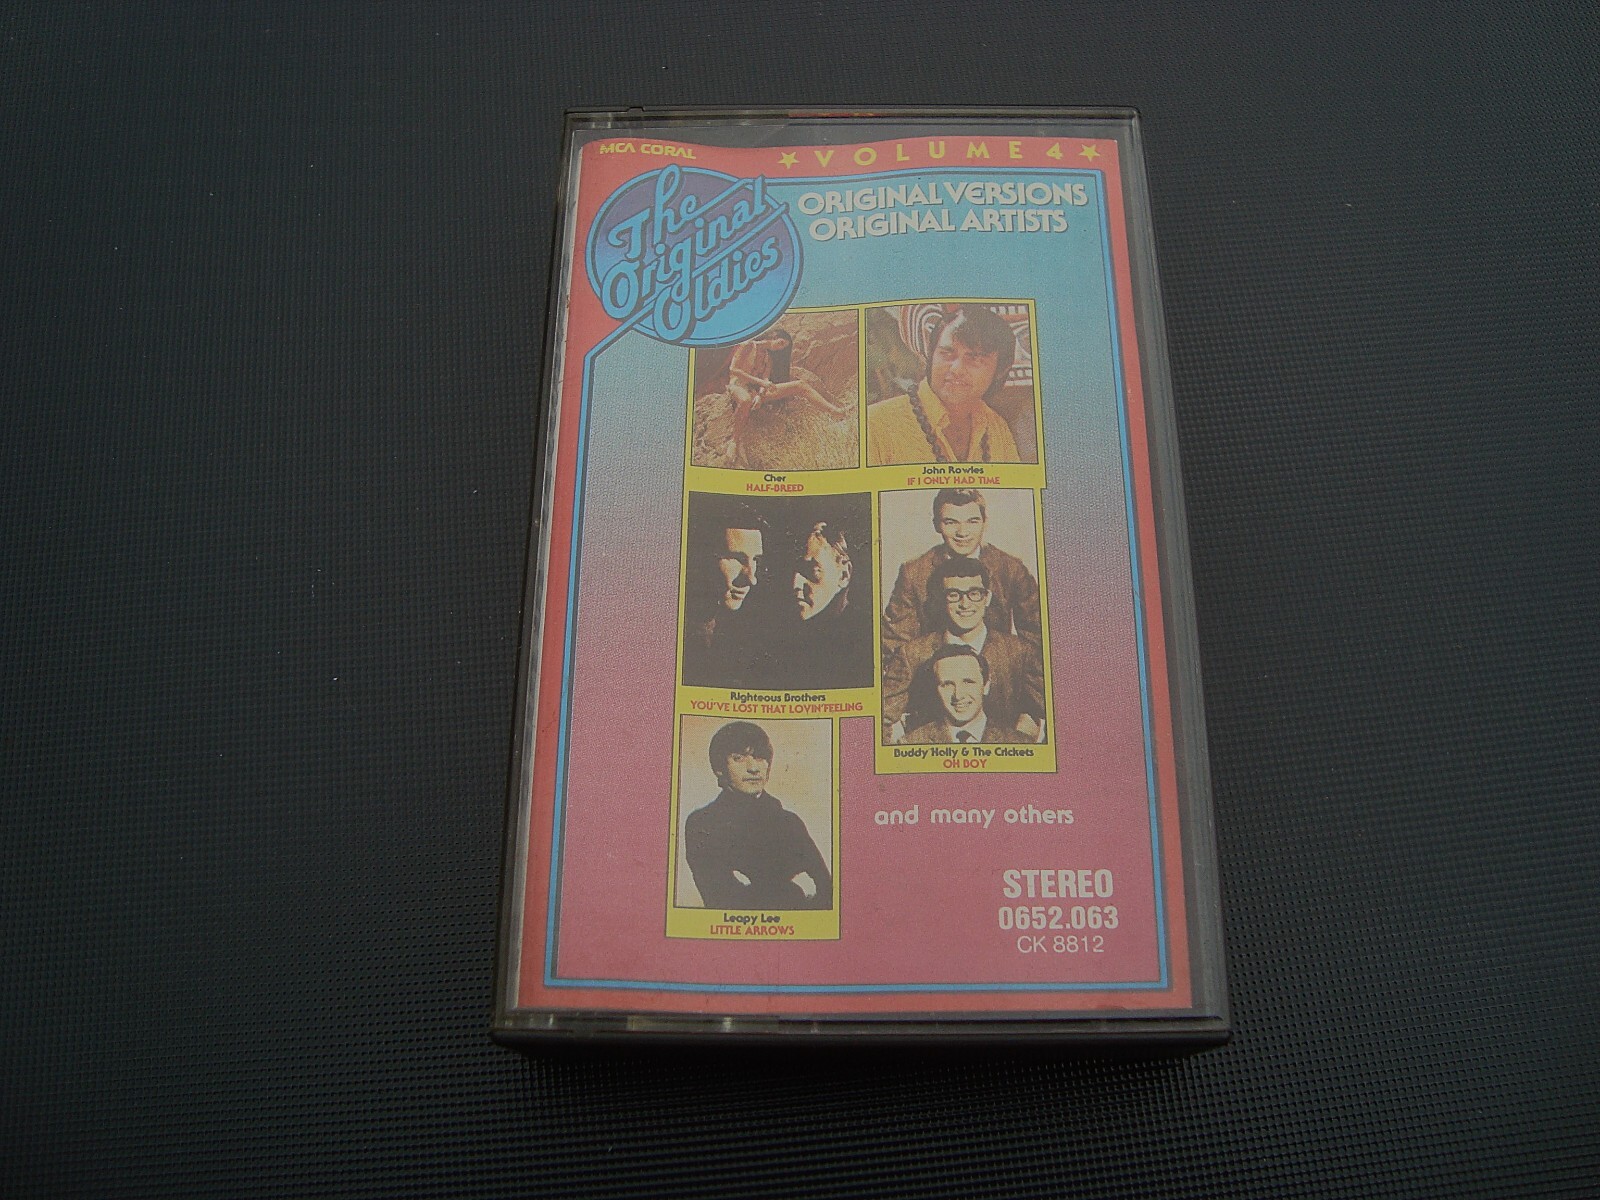 MCA CORAL
VOLUME 4
The
Original
Oldies
ORIGINAL VERSIONS
ORIGINAL ARTISTS
Cher
HALF-BREED
John Rowles
IF I ONLY HAD TIME
Righteous Brothers
YOU'VE LOST THAT LOVIN'FEELING
Buddy Holly & The Crickets
OH BOY
Leapy Lee
LITTLE ARROWS
and many others
STEREO
0652.063
CK 8812